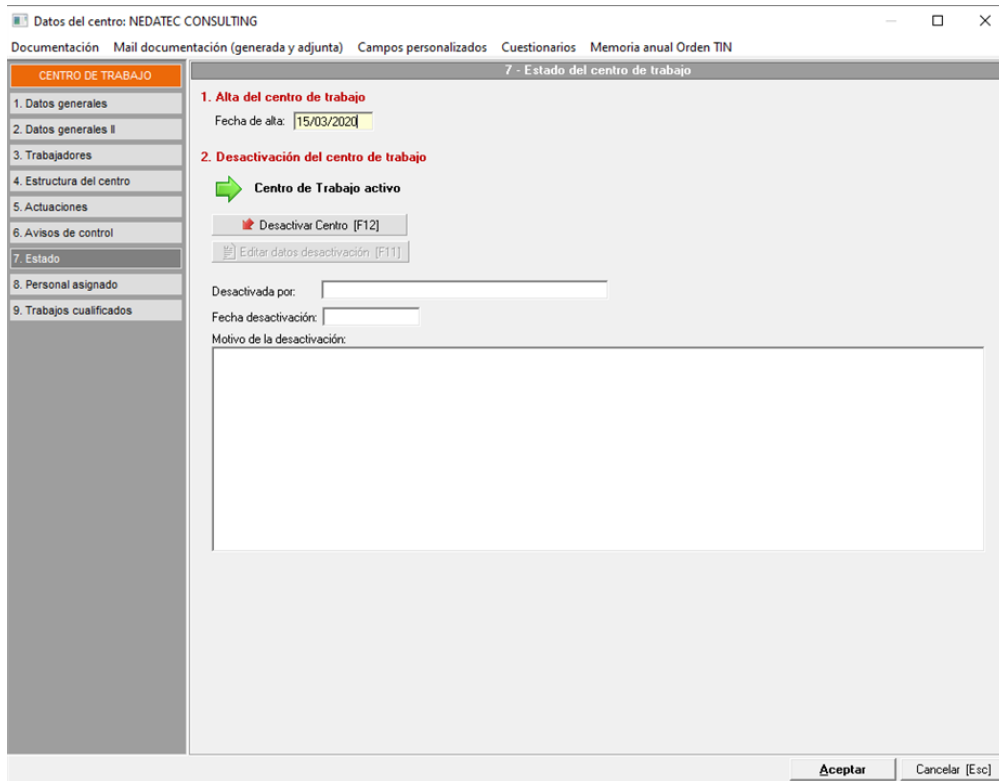 Datos del centro: NEDATEC CONSULTING
Documentación Mail documentación (generada y adjunta) Campos personalizados Cuestionarios Memoria anual Orden TIN
CENTRO DE TRABAJO
1. Datos generales
2. Datos generales II
3. Trabajadores
4. Estructura del centro
5. Actuaciones
6. Avisos de control
7. Estado
8. Personal asignado
9. Trabajos cualificados
7 - Estado del centro de trabajo
1. Alta del centro de trabajo
Fecha de alta: 15/03/2020
2. Desactivación del centro de trabajo
Centro de Trabajo activo
Desactivar Centro [F12]
Editar datos desactivación [F11]
Desactivada por:
Fecha desactivación:
Motivo de la desactivación:
Aceptar Cancelar [Esc]